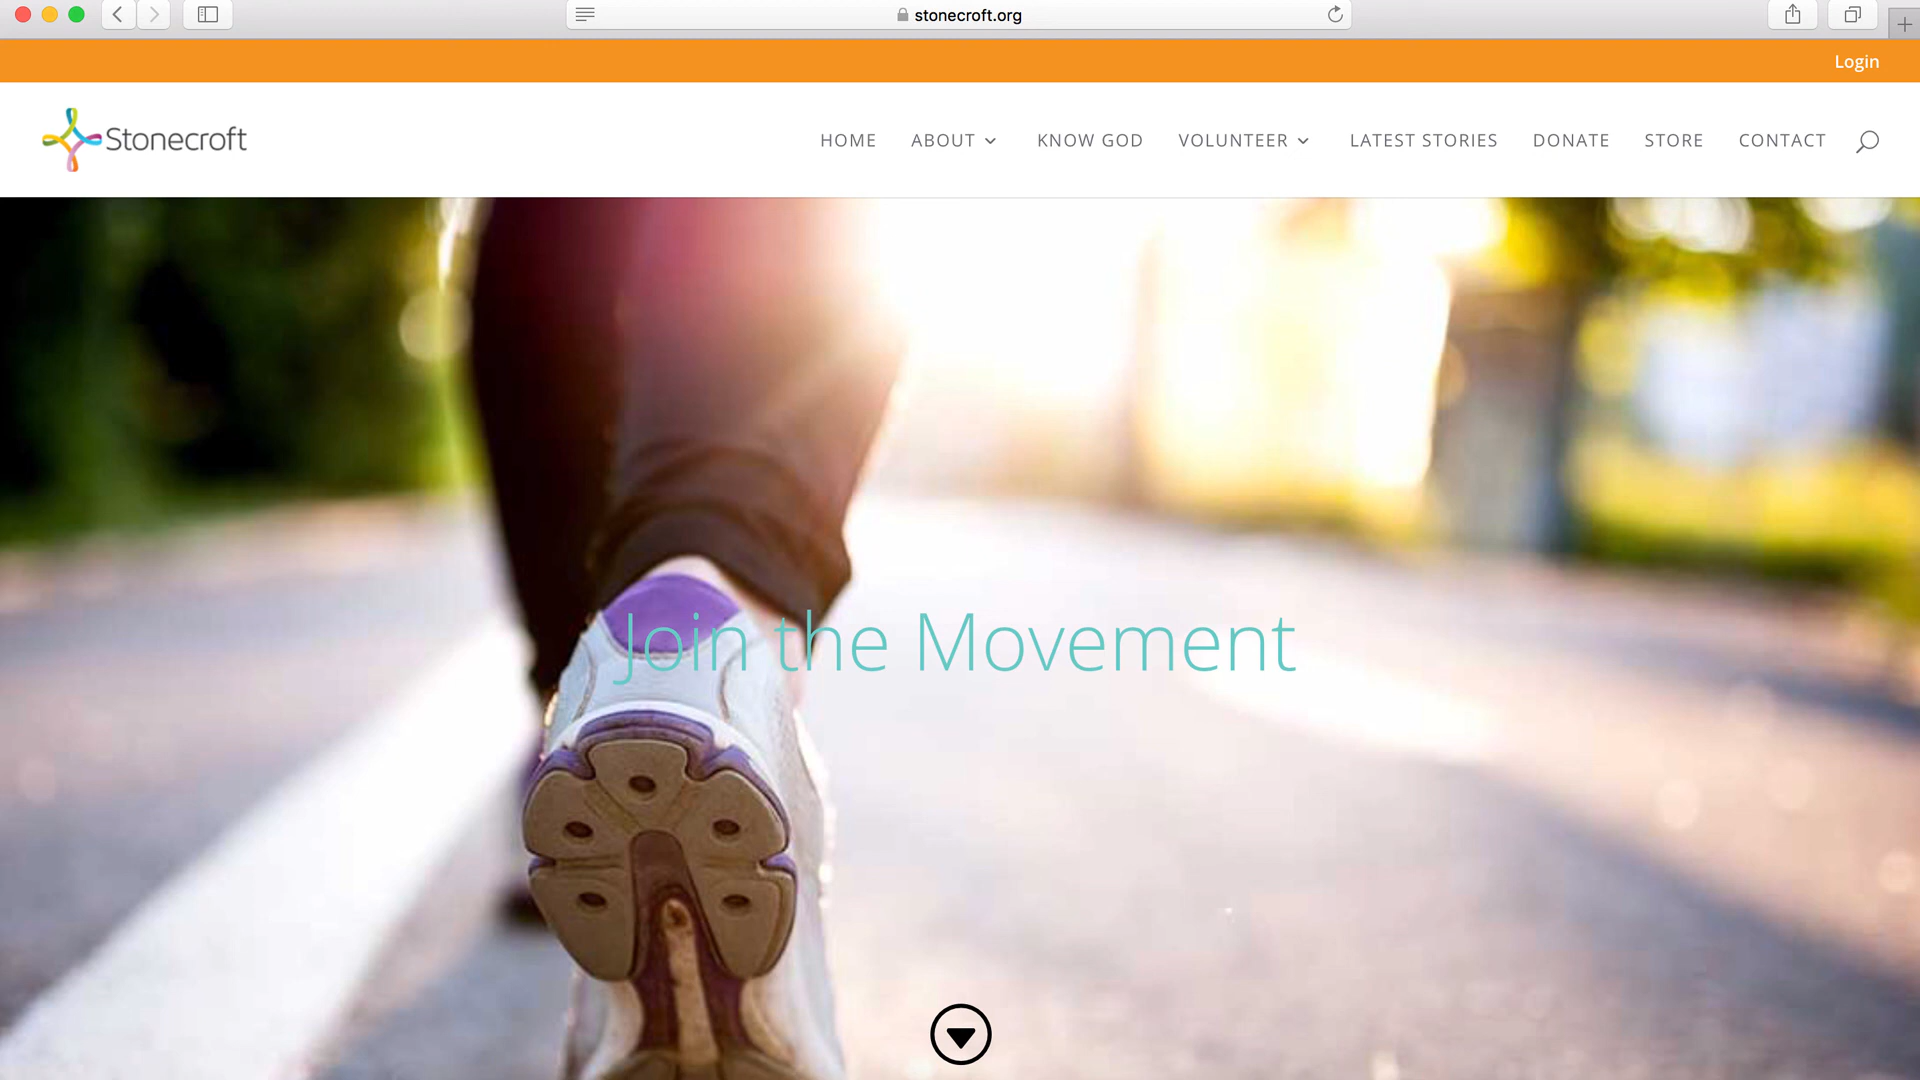 stonecroft.org
Login
Stonecroft
HOME ABOUT KNOW GOD VOLUNTEER LATEST STORIES DONATE STORE CONTACT
Join the Movement